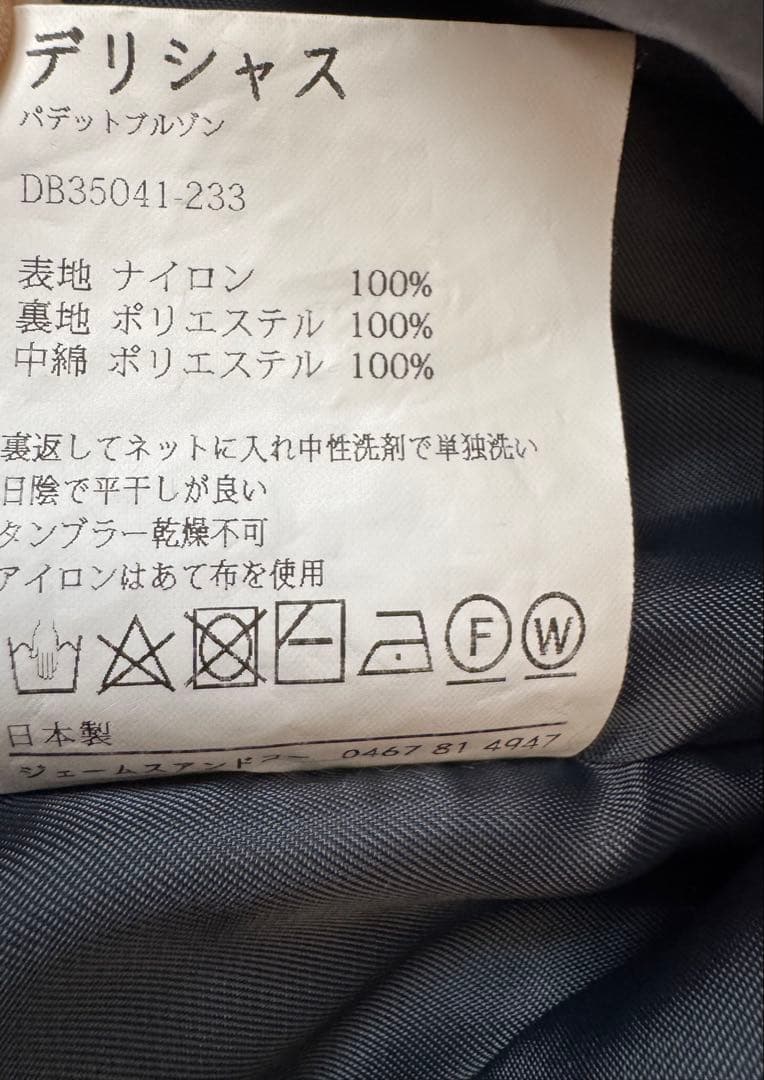 デリシャス
パデットブルゾン
DB35041-233
表地 ナイロン 100%
裏地 ポリエステル 100%
中綿 ポリエステル 100%
裏返してネットに入れ中性洗剤で単独洗い
日陰で平干しが良い
タンブラー乾燥不可
アイロンはあて布を使用
F W
日本製
ジェームスアンドコー 0467 81 4947